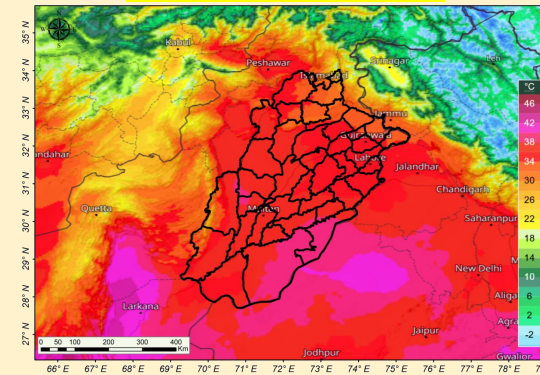 35° N
34° N
33° N
32° N
31° N
30° N
29° N
28° N
27° N
Kabul
Peshawar
Srinagar
Leh
Jammu
Lahore
Jalandhar
Chandigarh
Saharanpur
andahar
Quetta
Multan
New Delhi
M
Aliga
Agra
Larkana
Jaipur
Gwalior
Jodhpur
°C
46
42
38
34
30
26
22
18
14
10
6
2
-2
0 50 100 200 300 400
Km
66° E 67° E 68° E 69° E 70° E 71° E 72° E 73° E 74° E 75° E 76° E 77° E 78° E